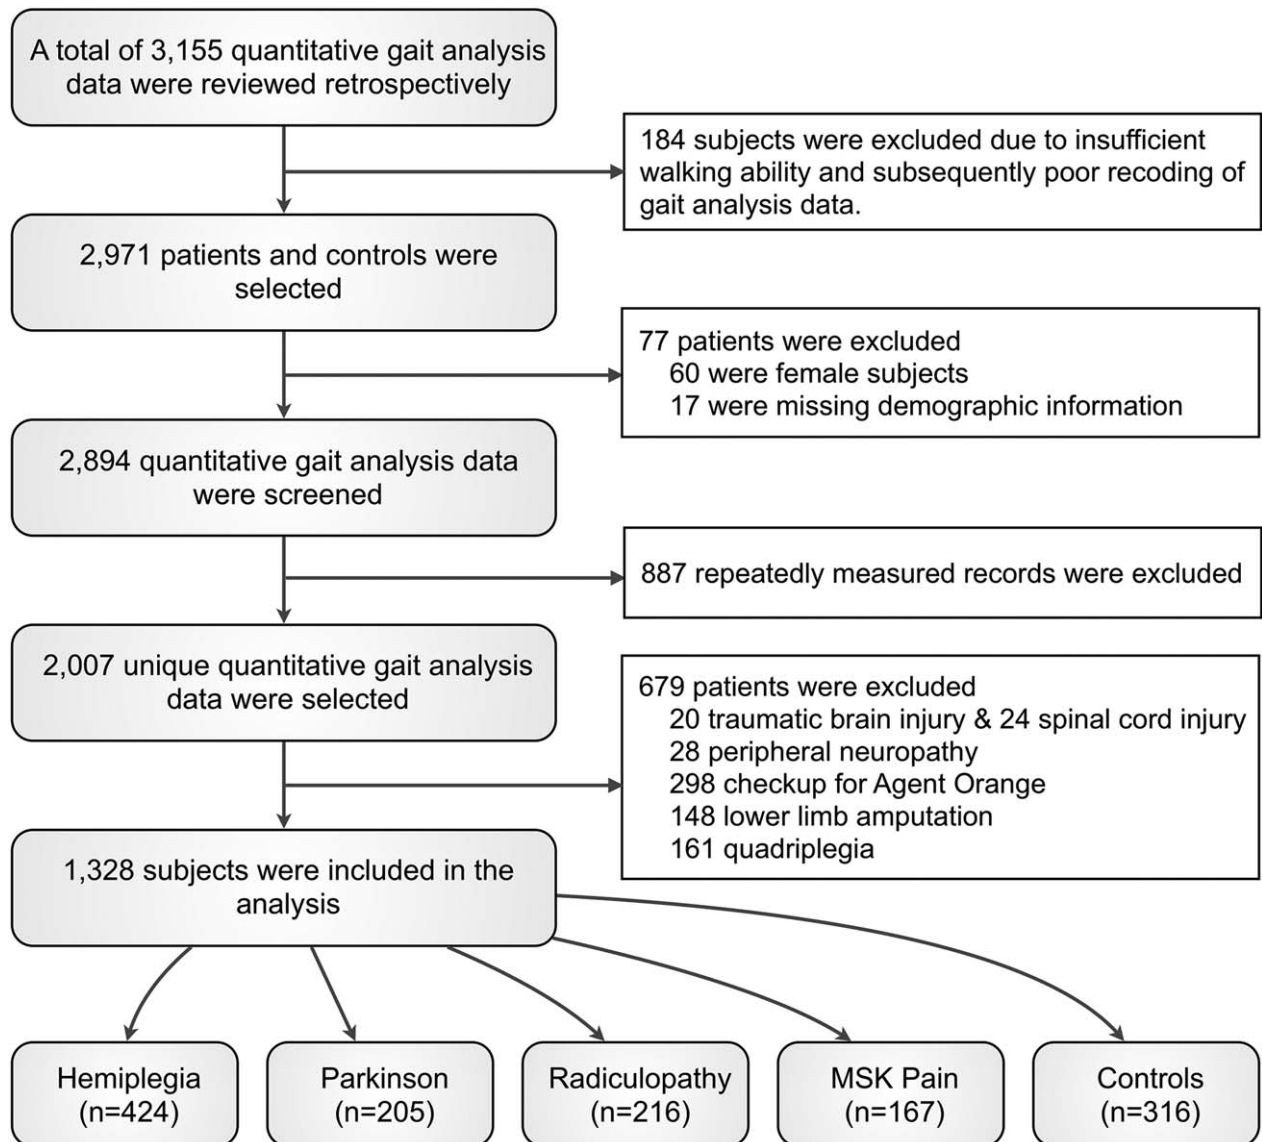 A total of 3,155 quantitative gait analysis
data were reviewed retrospectively
184 subjects were excluded due to insufficient
walking ability and subsequently poor recoding of
gait analysis data.
2,971 patients and controls were
selected
77 patients were excluded
60 were female subjects
17 were missing demographic information
2,894 quantitative gait analysis data
were screened
887 repeatedly measured records were excluded
2,007 unique quantitative gait analysis
data were selected
679 patients were excluded
20 traumatic brain injury & 24 spinal cord injury
28 peripheral neuropathy
298 checkup for Agent Orange
148 lower limb amputation
161 quadriplegia
1,328 subjects were included in the
analysis
Hemiplegia
(n=424)
Parkinson
(n=205)
Radiculopathy
(n=216)
MSK Pain
(n=167)
Controls
(n=316)